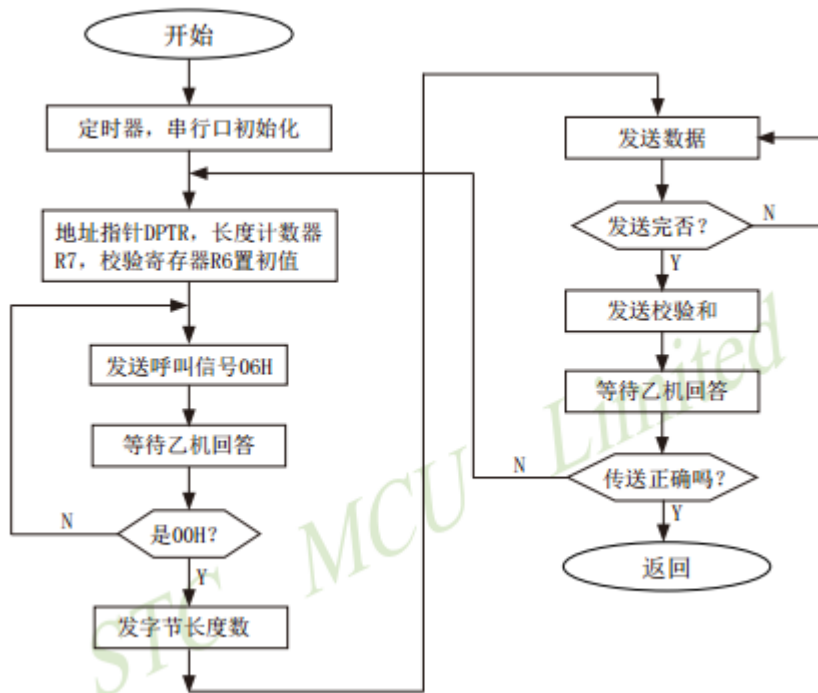 开始
定时器，串行口初始化
地址指针DPTR，长度计数器
R7，校验寄存器R6置初值
发送呼叫信号06H
等待乙机回答
是00H？
N
Y
发字节长度数
发送数据
发送完否？
N
Y
发送校验和
等待乙机回答
传送正确吗？
N
Y
返回
STC MCU Limited